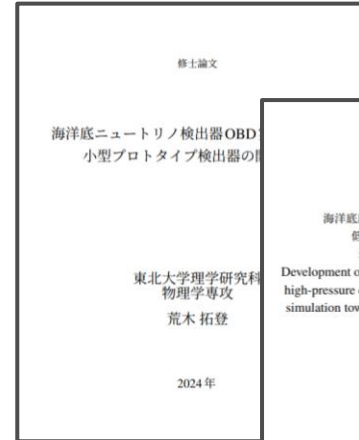 修士論文
海洋底ニュートリノ検出器OBD
小型プロトタイプ検出器の
東北大学理学研究科
物理学専攻
荒木 拓登
2024年
海洋底
Development o
high-pressure
simulation tow